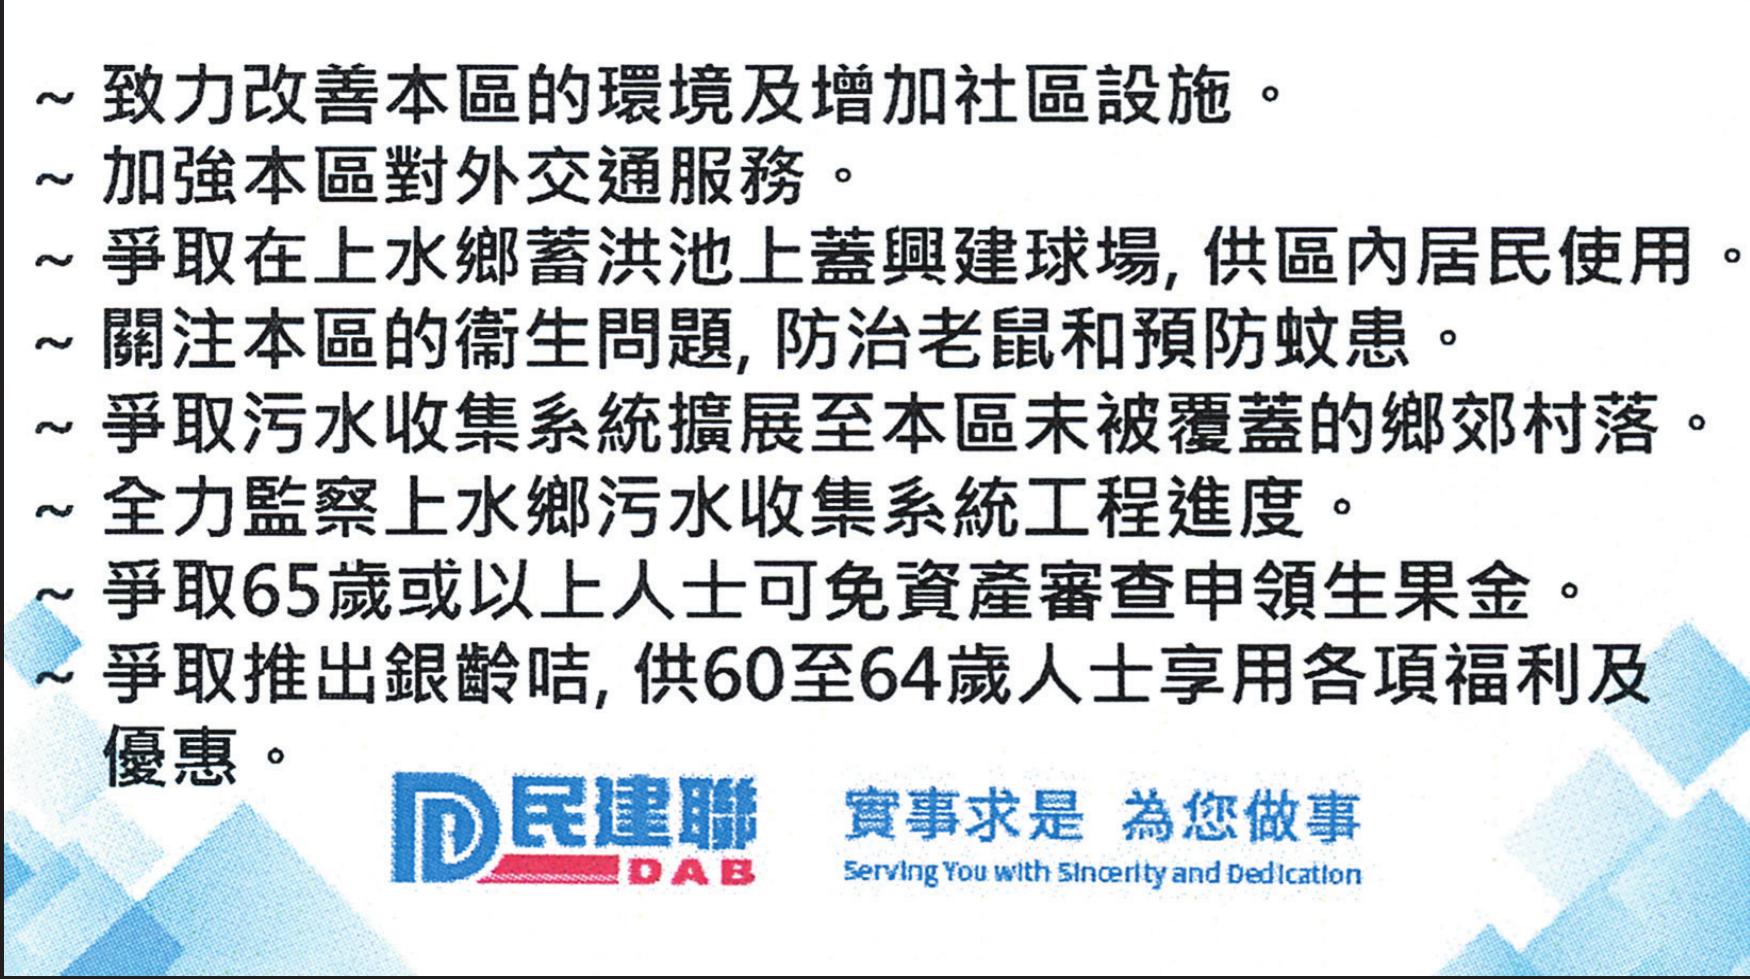 ~ 致力改善本區的環境及增加社區設施。
~ 加強本區對外交通服務。
~ 爭取在上水鄉蓄洪池上蓋興建球場, 供區內居民使用。
~ 關注本區的衞生問題, 防治老鼠和預防蚊患。
~ 爭取污水收集系統擴展至本區未被覆蓋的鄉郊村落。
~ 全力監察上水鄉污水收集系統工程進度。
~ 爭取65歲或以上人士可免資產審查申領生果金。
~ 爭取推出銀齡咭, 供60至64歲人士享用各項福利及
優惠。
民建聯
DAB
實事求是 為您做事
Serving You with Sincerity and Dedication